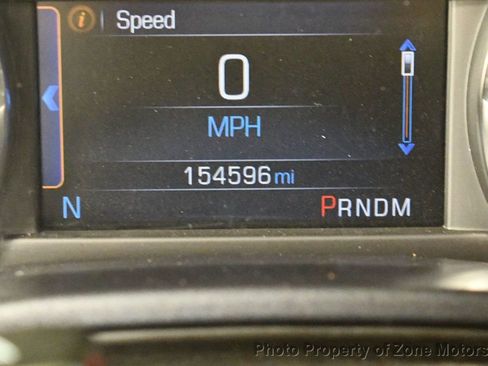 i Speed
0
MPH
154596 mi
N PRNDM
Photo Property of Zone Motors